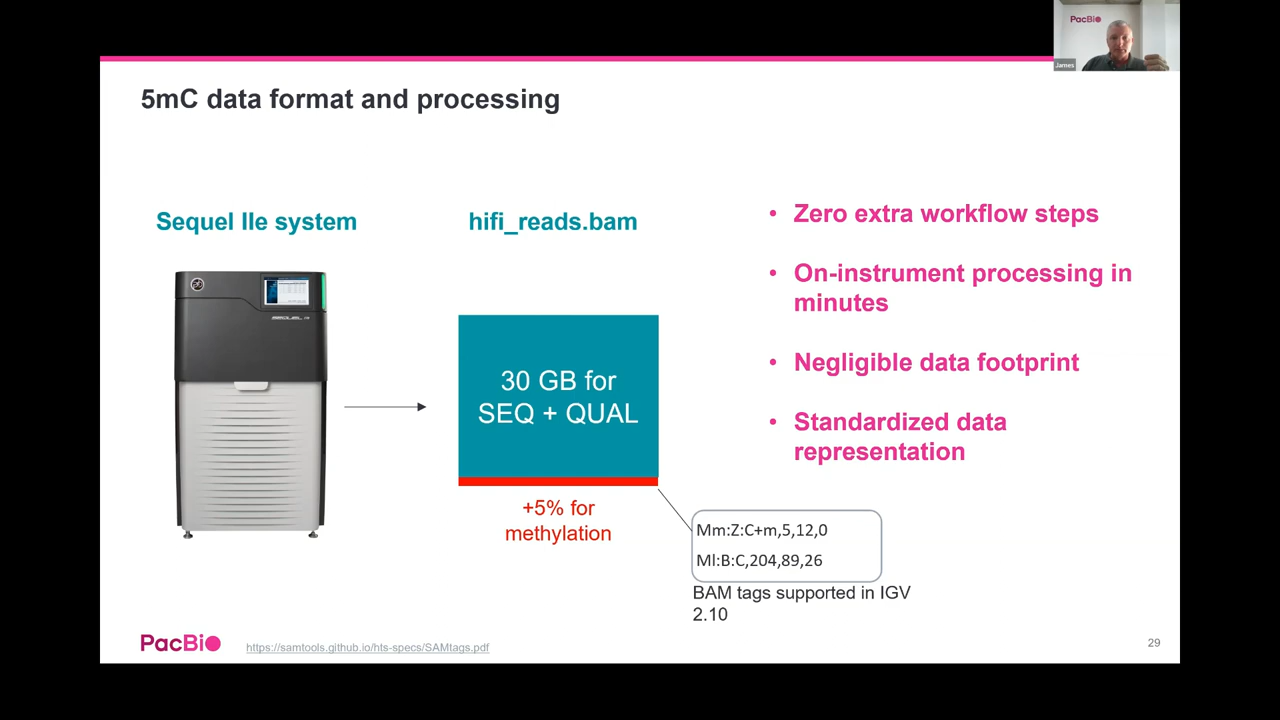 PacBio
James
5mC data format and processing
Sequel IIe system
hifi_reads.bam
30 GB for
SEQ + QUAL
+5% for
methylation
• Zero extra workflow steps
• On-instrument processing in
minutes
• Negligible data footprint
• Standardized data
representation
Mm:Z:C+m,5,12,0
Ml:B:C,204,89,26
BAM tags supported in IGV
2.10
PacBio
https://samtools.github.io/hts-specs/SAMtags.pdf
29